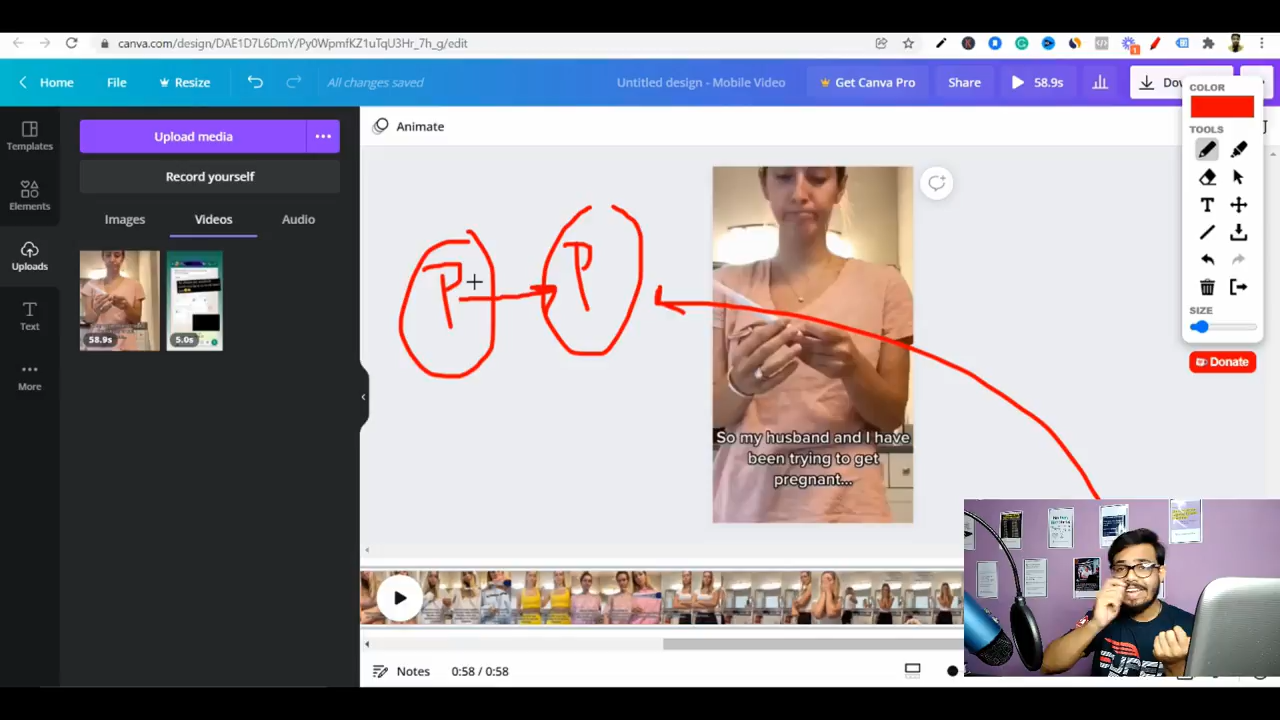 canva.com/design/DAE1D7L6DmY/Py0WpmfKZ1uTqU3Hr_7h_g/edit
Home File Resize All changes saved Untitled design - Mobile Video Get Canva Pro Share 58.9s Dow
COLOR
TOOLS
T
SIZE
Donate
Templates
Elements
Uploads
Text
More
Upload media
Record yourself
Images Videos Audio
58.9s 5.0s
Animate
P P
So my husband and I have
been trying to get
pregnant...
Notes 0:58 / 0:58